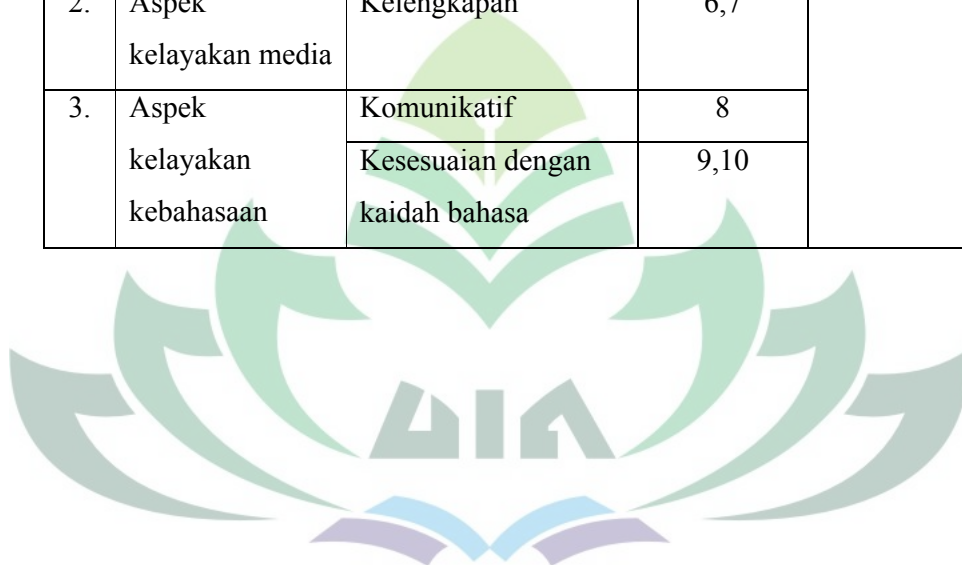 2. Aspek Kelengkapan 6,7
kelayakan media
3. Aspek Komunikatif 8
kelayakan Kesesuaian dengan 9,10
kebahasaan kaidah bahasa
UIN